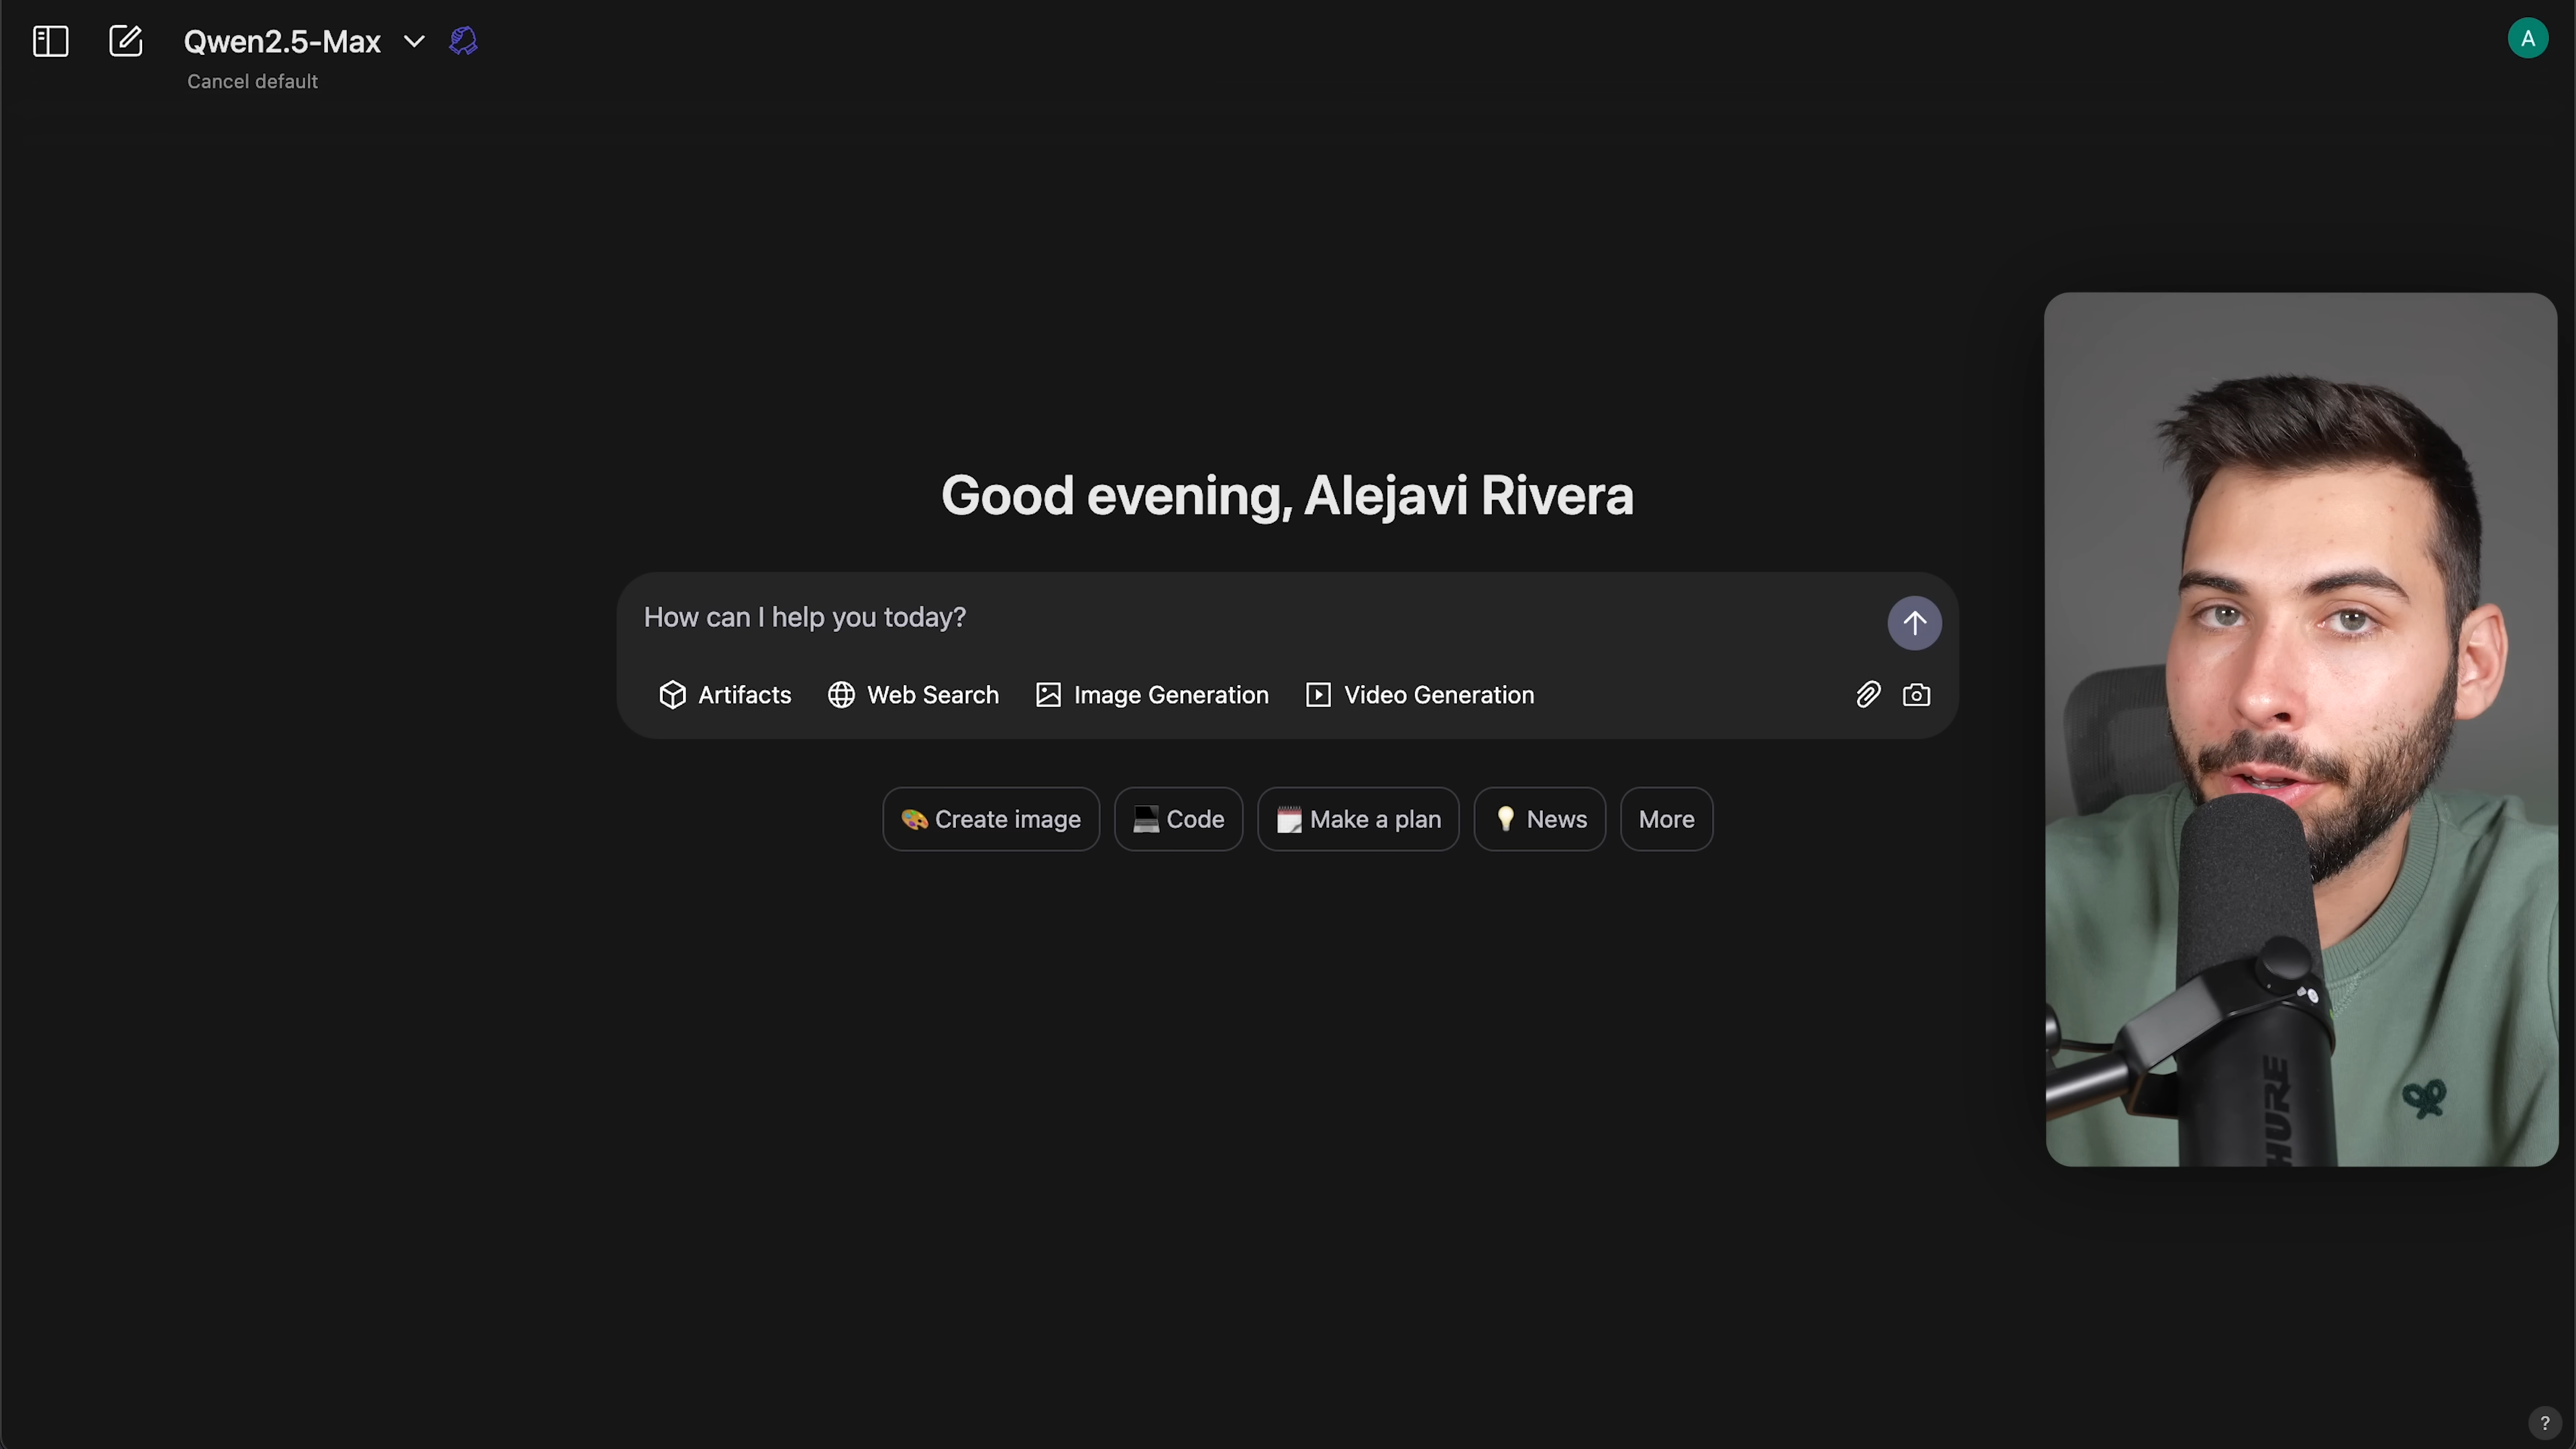 Qwen2.5-Max
Cancel default
A
Good evening, Alejavi Rivera
How can I help you today?
Artifacts Web Search Image Generation Video Generation
Create image Code Make a plan News More
HURE
?